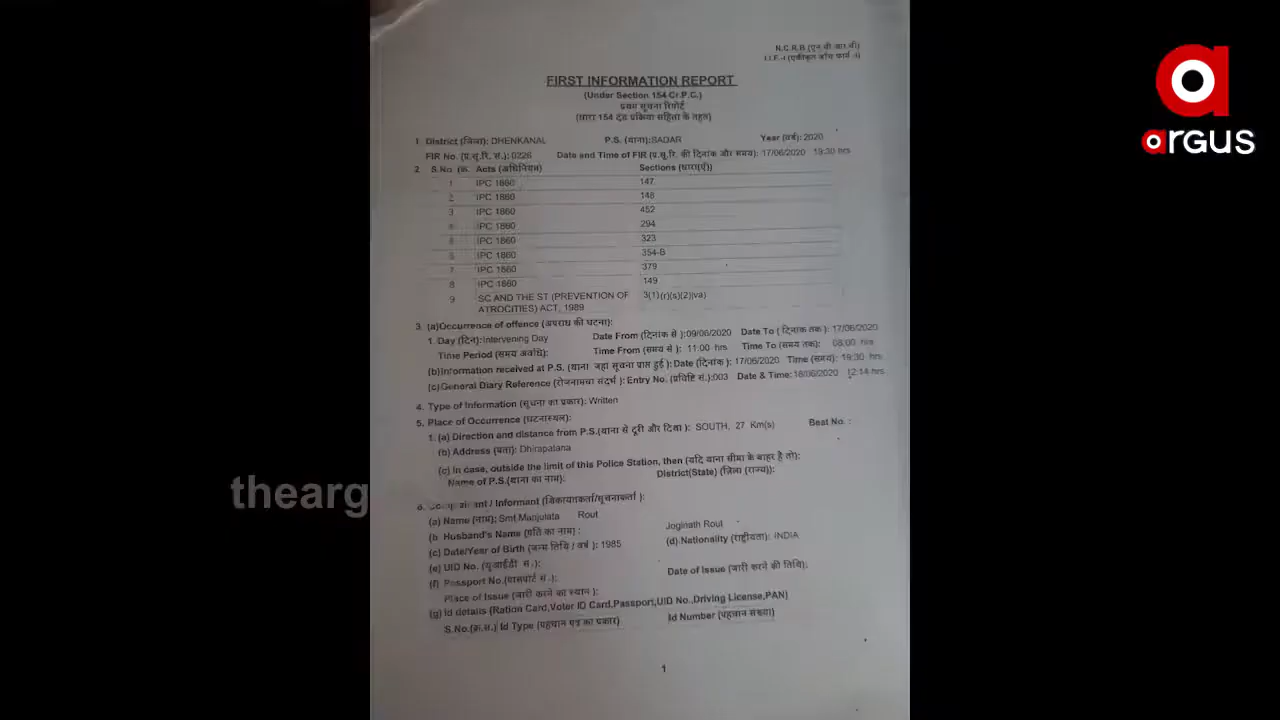 N.C.R.B (एन.सी.आर.बी)
I.I.F.-I (एकीकृत जाँच फार्म -I)
argus
FIRST INFORMATION REPORT
(Under Section 154 Cr.P.C.)
प्रथम सूचना रिपोर्ट
(धारा 154 दंड प्रक्रिया संहिता के तहत)
1. District (जिला): DHENKANAL P.S. (थाना): SADAR Year (वर्ष): 2020
FIR No. (प्र.सू.रि. सं.): 0226 Date and Time of FIR (प्र.सू.रि. की दिनांक और समय): 17/06/2020 19:30 hrs
2. S.No. (क्र. Acts (अधिनियम) Sections (धारा(एँ))
1 IPC 1860 147
2 IPC 1860 148
3 IPC 1860 452
4 IPC 1860 294
5 IPC 1860 323
6 IPC 1860 354-B
7 IPC 1860 379
8 IPC 1860 149
9 SC AND THE ST (PREVENTION OF 3(1)(r)(s)(2)(va)
ATROCITIES) ACT, 1989
3. (a) Occurrence of offence (अपराध की घटना):
1. Day (दिन): Intervening Day Date From (दिनांक से): 09/06/2020 Date To (दिनांक तक): 17/06/2020
Time Period (समय अवधि): Time From (समय से): 11:00 hrs Time To (समय तक): 08:00 hrs
(b) Information received at P.S. (थाना जहा सूचना प्राप्त हुई): Date (दिनांक): 17/06/2020 Time (समय): 19:30 hrs
(c) General Diary Reference (रोजनामचा संदर्भ): Entry No. (प्रविष्टि सं.): 003 Date & Time: 18/06/2020 12:14 hrs
4. Type of Information (सूचना का प्रकार): Written
5. Place of Occurrence (घटनास्थल):
1. (a) Direction and distance from P.S. (थाना से दूरी और दिशा): SOUTH, 27 Km(s) Beat No. :
(b) Address (पता): Dhirapatana
(c) In case, outside the limit of this Police Station, then (यदि थाना सीमा के बाहर है तो):
Name of P.S. (थाना का नाम): District(State) (ज़िला (राज्य)):
theargu
6. Complainant / Informant (शिकायतकर्ता/सूचनाकर्ता ):
(a) Name (नाम): Smt.Manjulata Rout
(b Husband's Name (पति का नाम) : Joginath Rout
(c) Date/Year of Birth (जन्म तिथि / वर्ष ): 1985 (d) Nationality (राष्ट्रीयता): INDIA
(e) UID No. (यूआईडी सं.):
(f) Passport No.(पासपोर्ट सं.): Date of Issue (जारी करने की तिथि):
Place of Issue (जारी करने का स्थान ):
(g) Id details (Ration Card,Voter ID Card,Passport,UID No.,Driving License,PAN)
S.No.(क्र.स.) Id Type (पहचान पत्र का प्रकार) Id Number (पहचान संख्या)
1